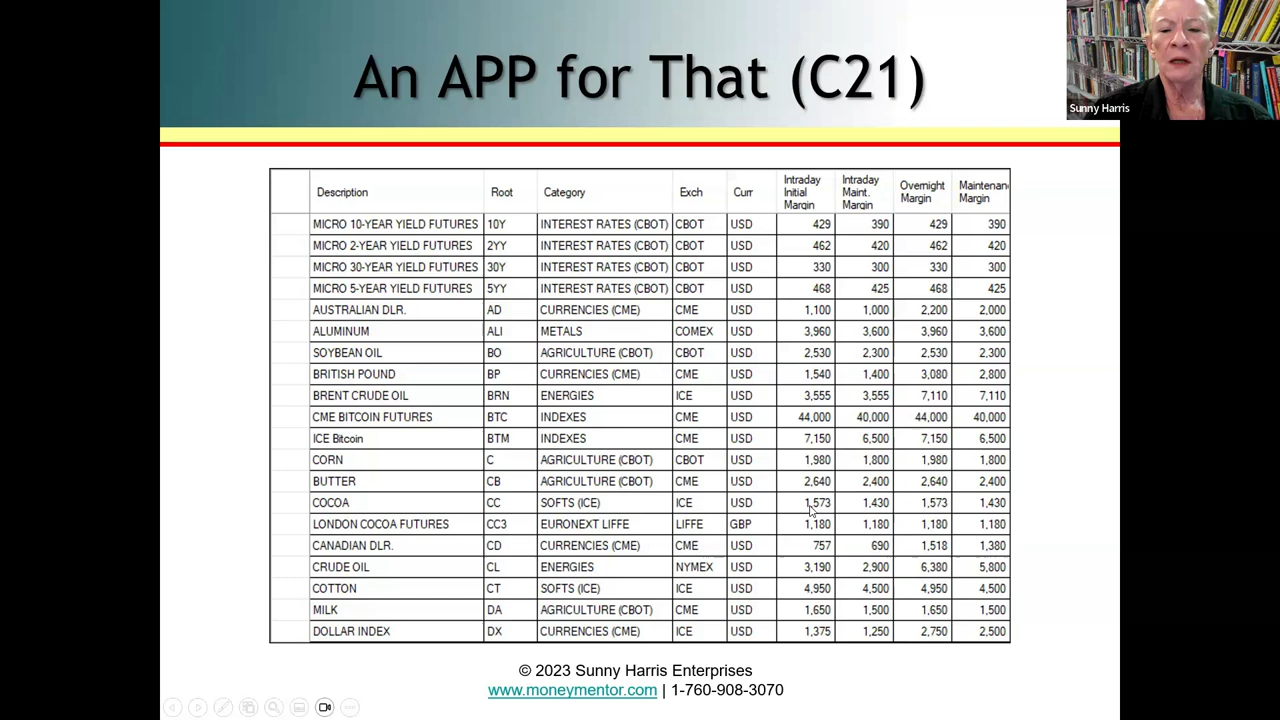 An APP for That (C21)
Sunny Harris
Description Root Category Exch Curr Intraday Initial Margin Intraday Maint. Margin Overnight Margin Maintenan Margin
MICRO 10-YEAR YIELD FUTURES 10Y INTEREST RATES (CBOT) CBOT USD 429 390 429 390
MICRO 2-YEAR YIELD FUTURES 2YY INTEREST RATES (CBOT) CBOT USD 462 420 462 420
MICRO 30-YEAR YIELD FUTURES 30Y INTEREST RATES (CBOT) CBOT USD 330 300 330 300
MICRO 5-YEAR YIELD FUTURES 5YY INTEREST RATES (CBOT) CBOT USD 468 425 468 425
AUSTRALIAN DLR. AD CURRENCIES (CME) CME USD 1,100 1,000 2,200 2,000
ALUMINUM ALI METALS COMEX USD 3,960 3,600 3,960 3,600
SOYBEAN OIL BO AGRICULTURE (CBOT) CBOT USD 2,530 2,300 2,530 2,300
BRITISH POUND BP CURRENCIES (CME) CME USD 1,540 1,400 3,080 2,800
BRENT CRUDE OIL BRN ENERGIES ICE USD 3,555 3,555 7,110 7,110
CME BITCOIN FUTURES BTC INDEXES CME USD 44,000 40,000 44,000 40,000
ICE Bitcoin BTM INDEXES CME USD 7,150 6,500 7,150 6,500
CORN C AGRICULTURE (CBOT) CBOT USD 1,980 1,800 1,980 1,800
BUTTER CB AGRICULTURE (CBOT) CME USD 2,640 2,400 2,640 2,400
COCOA CC SOFTS (ICE) ICE USD 1,573 1,430 1,573 1,430
LONDON COCOA FUTURES CC3 EURONEXT LIFFE LIFFE GBP 1,180 1,180 1,180 1,180
CANADIAN DLR. CD CURRENCIES (CME) CME USD 757 690 1,518 1,380
CRUDE OIL CL ENERGIES NYMEX USD 3,190 2,900 6,380 5,800
COTTON CT SOFTS (ICE) ICE USD 4,950 4,500 4,950 4,500
MILK DA AGRICULTURE (CBOT) CME USD 1,650 1,500 1,650 1,500
DOLLAR INDEX DX CURRENCIES (CME) ICE USD 1,375 1,250 2,750 2,500
© 2023 Sunny Harris Enterprises
www.moneymentor.com | 1-760-908-3070